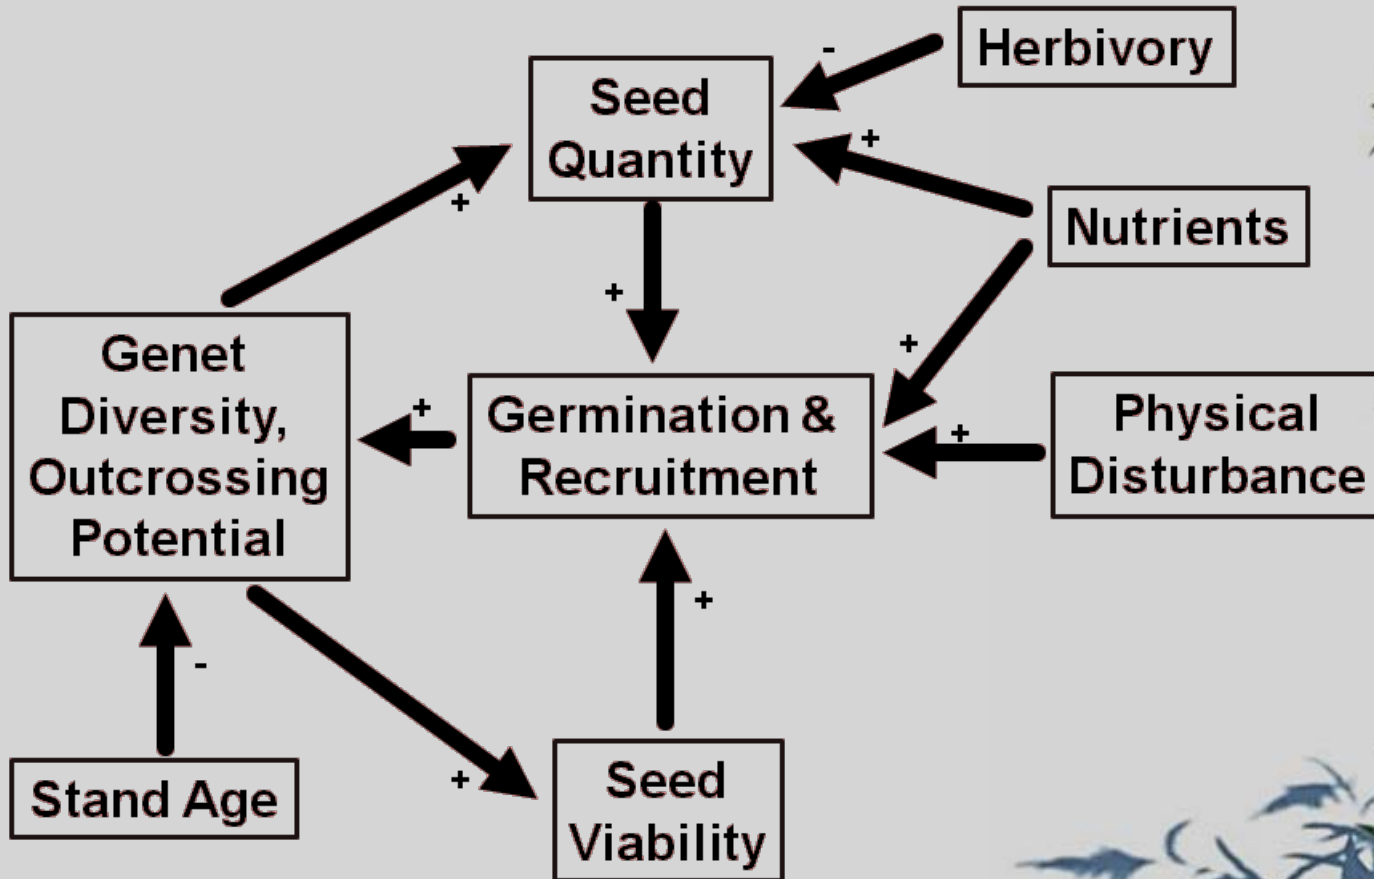 Herbivory
-
Seed
Quantity
+
Nutrients
+
+
+
Genet
Diversity,
Outcrossing
Potential
+
Germination &
Recruitment
+
Physical
Disturbance
+
-
Stand Age
+
Seed
Viability